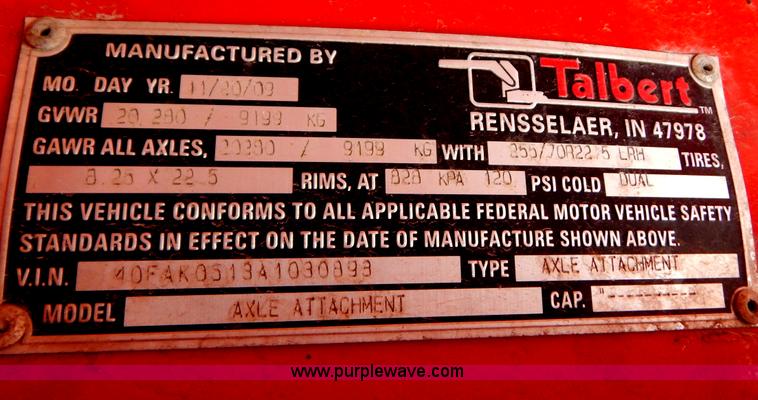 MANUFACTURED BY Talbert™
MO. DAY YR. 11/20/03
RENSSELAER, IN 47978
GVWR 20,280 / 9199 KG
GAWR ALL AXLES, 20280 / 9199 KG WITH 255/70R22.5 LRH TIRES,
8.25 X 22.5 RIMS, AT 828 KPA 120 PSI COLD DUAL
THIS VEHICLE CONFORMS TO ALL APPLICABLE FEDERAL MOTOR VEHICLE SAFETY
STANDARDS IN EFFECT ON THE DATE OF MANUFACTURE SHOWN ABOVE.
V.I.N. 40FAK0513A1030893 TYPE AXLE ATTACHMENT
MODEL AXLE ATTACHMENT CAP. "-----------"
www.purplewave.com